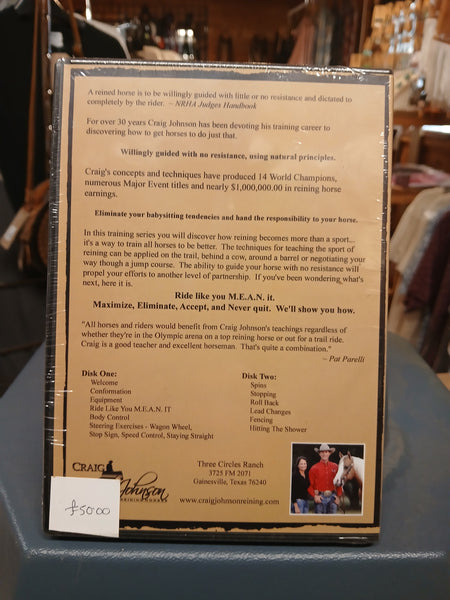 A reined horse is to be willingly guided with little or no resistance and dictated to
completely by the rider. ~ NRHA Judges Handbook
For over 30 years Craig Johnson has been devoting his training career to
discovering how to get horses to do just that.
Willingly guided with no resistance, using natural principles.
Craig's concepts and techniques have produced 14 World Champions,
numerous Major Event titles and nearly $1,000,000.00 in reining horse
earnings.
Eliminate your babysitting tendencies and hand the responsibility to your horse.
In this training series you will discover how reining becomes more than a sport...
it's a way to train all horses to be better. The techniques for teaching the sport of
reining can be applied on the trail, behind a cow, around a barrel or negotiating your
way though a jump course. The ability to guide your horse with no resistance will
propel your efforts to another level of partnership. If you've been wondering what's
next, here it is.
Ride like you M.E.A.N. it.
Maximize, Eliminate, Accept, and Never quit. We'll show you how.
"All horses and riders would benefit from Craig Johnson's teachings regardless of
whether they're in the Olympic arena on a top reining horse or out for a trail ride.
Craig is a good teacher and excellent horseman. That's quite a combination."
~ Pat Parelli
Disk One:
Welcome
Conformation
Equipment
Ride Like You M.E.A.N. IT
Body Control
Steering Exercises - Wagon Wheel,
Stop Sign, Speed Control, Staying Straight
Disk Two:
Spins
Stopping
Roll Back
Lead Changes
Fencing
Hitting The Shower
CRAIG
Johnson
Three Circles Ranch
3725 FM 2071
Gainesville, Texas 76240
www.craigjohnsonreining.com
£50.00